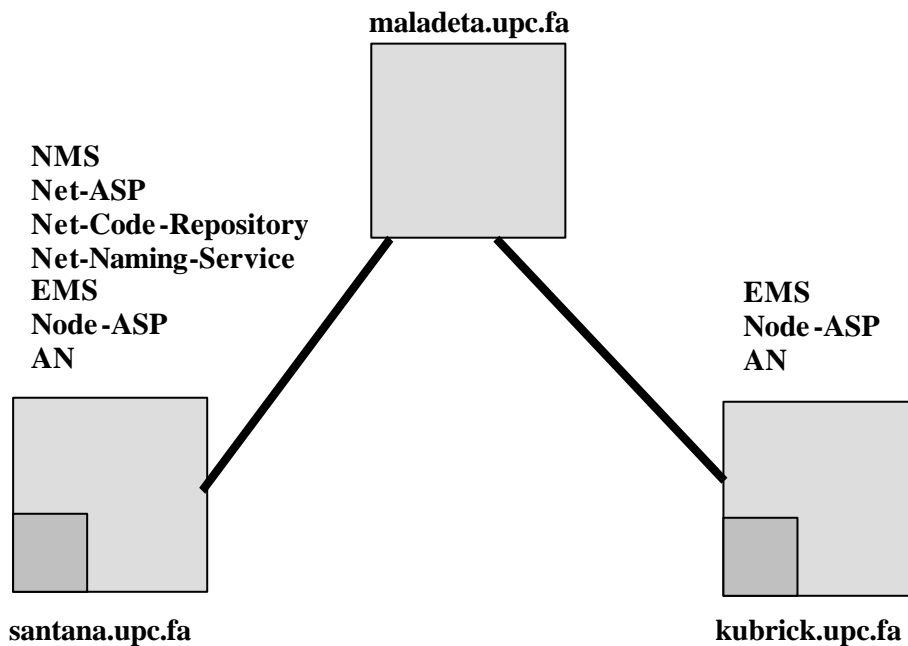 maladeta.upc.fa
NMS
Net-ASP
Net-Code-Repository
Net-Naming-Service
EMS
Node-ASP
AN
EMS
Node-ASP
AN
santana.upc.fa
kubrick.upc.fa